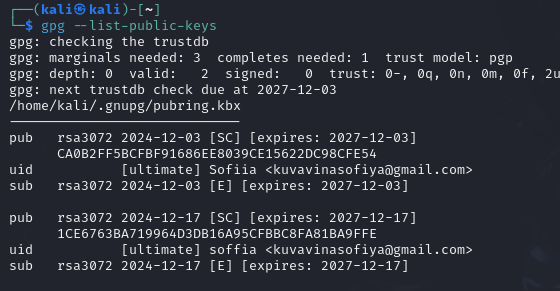 ┌──(kali㉿kali)-[~]
└─$ gpg --list-public-keys
gpg: checking the trustdb
gpg: marginals needed: 3  completes needed: 1  trust model: pgp
gpg: depth: 0  valid:   2  signed:   0  trust: 0-, 0q, 0n, 0m, 0f, 2u
gpg: next trustdb check due at 2027-12-03
/home/kali/.gnupg/pubring.kbx
-----------------------------
pub   rsa3072 2024-12-03 [SC] [expires: 2027-12-03]
      CA0B2FF5BCFBF91686EE8039CE15622DC98CFE54
uid           [ultimate] Sofiia <kuvavinasofiya@gmail.com>
sub   rsa3072 2024-12-03 [E] [expires: 2027-12-03]

pub   rsa3072 2024-12-17 [SC] [expires: 2027-12-17]
      1CE6763BA719964D3DB16A95CFBBC8FA81BA9FFE
uid           [ultimate] soffia <kuvavinasofiya@gmail.com>
sub   rsa3072 2024-12-17 [E] [expires: 2027-12-17]